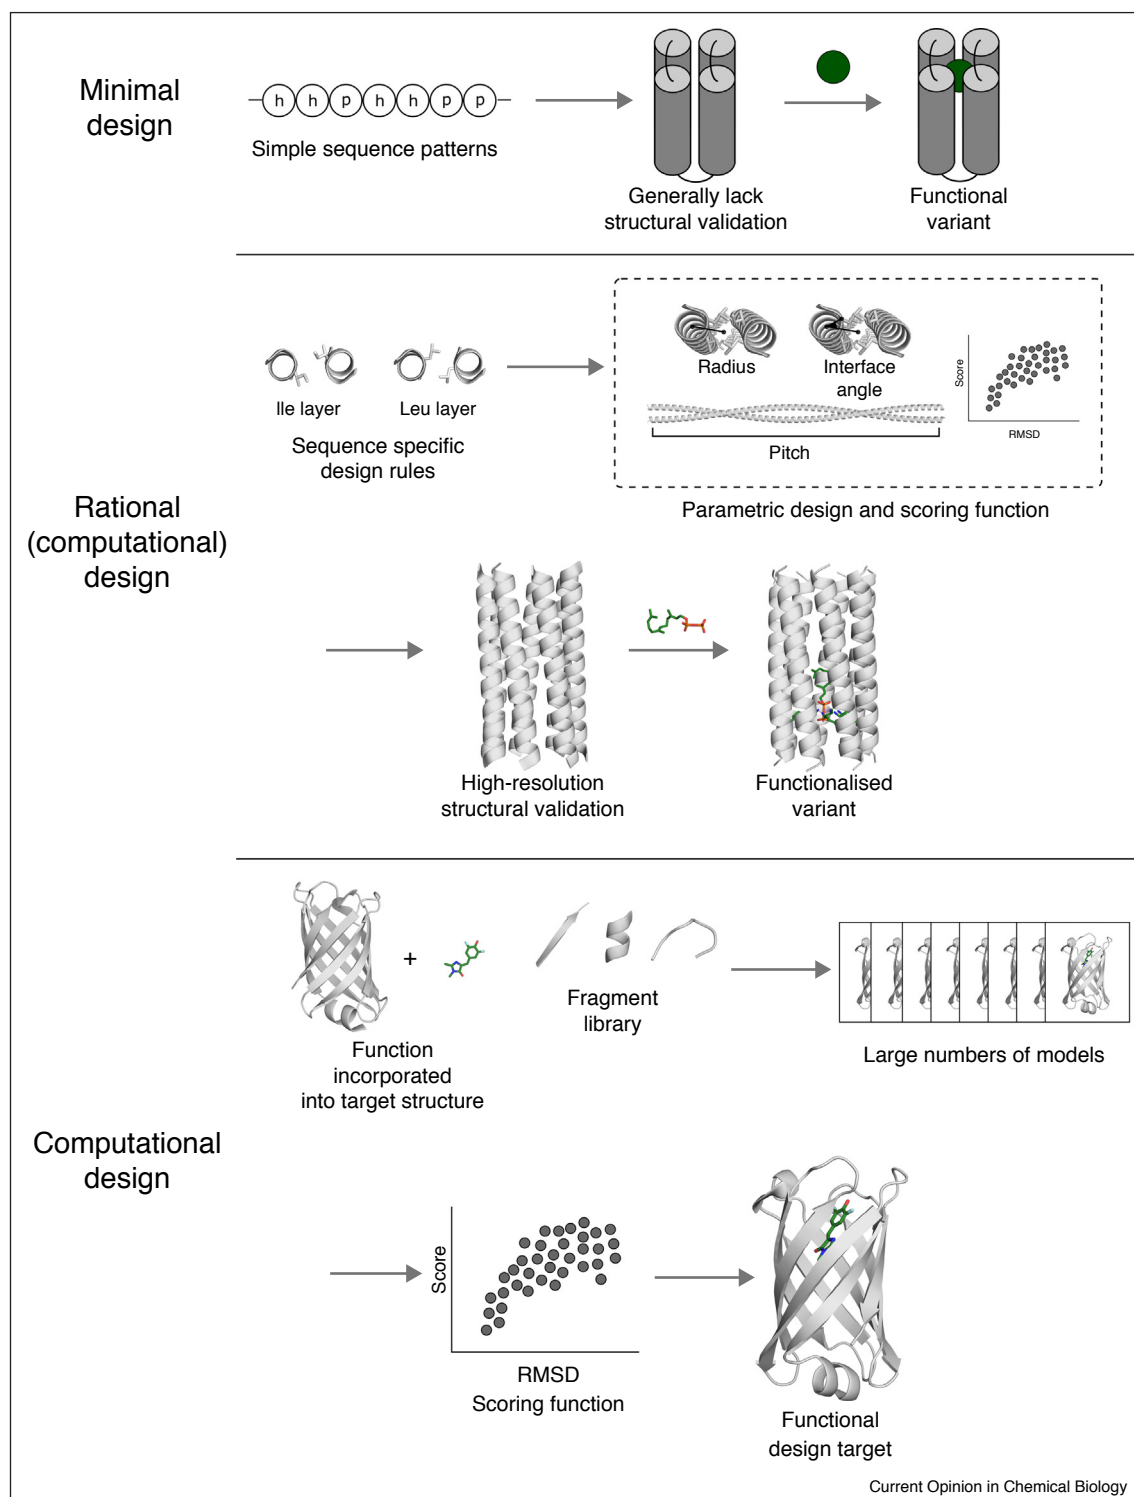 Minimal
design
h h p h h p p
Simple sequence patterns
Generally lack
structural validation
Functional
variant
Rational
(computational)
design
Ile layer
Leu layer
Sequence specific
design rules
Radius
Interface
angle
Pitch
Score
RMSD
Parametric design and scoring function
High-resolution
structural validation
Functionalised
variant
Computational
design
+
Function
incorporated
into target structure
Fragment
library
Large numbers of models
Score
RMSD
Scoring function
Functional
design target
Current Opinion in Chemical Biology